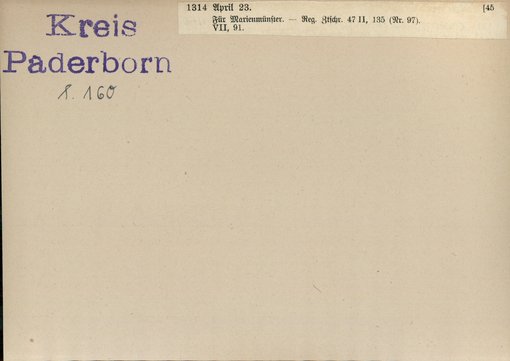 Kreis
Paderborn
S. 160
1314 April 23. [45
Für Marienmünster. — Reg. Ztschr. 47 II, 135 (Nr. 97).
VII, 91.